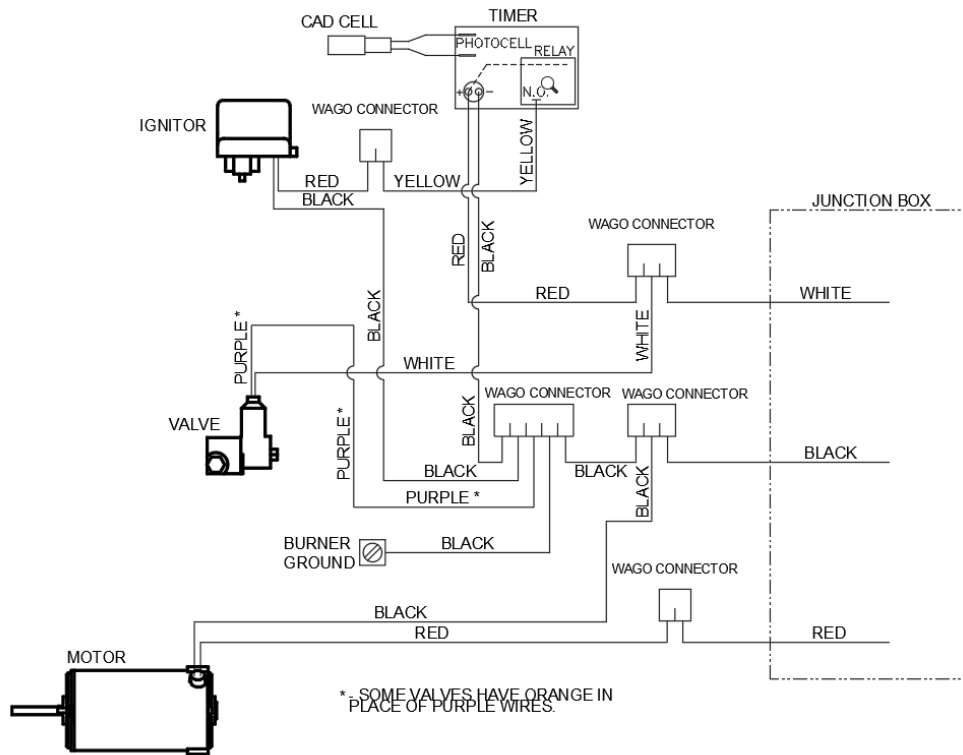 CAD CELL
TIMER
PHOTOCELL
RELAY
+
-
N.O.
WAGO CONNECTOR
IGNITOR
RED
YELLOW
YELLOW
BLACK
JUNCTION BOX
WAGO CONNECTOR
RED
BLACK
RED
WHITE
BLACK
WHITE
PURPLE *
WHITE
WAGO CONNECTOR
WAGO CONNECTOR
VALVE
PURPLE *
BLACK
BLACK
BLACK
BLACK
BLACK
PURPLE *
BURNER
GROUND
BLACK
WAGO CONNECTOR
BLACK
RED
RED
MOTOR
* - SOME VALVES HAVE ORANGE IN
PLACE OF PURPLE WIRES.